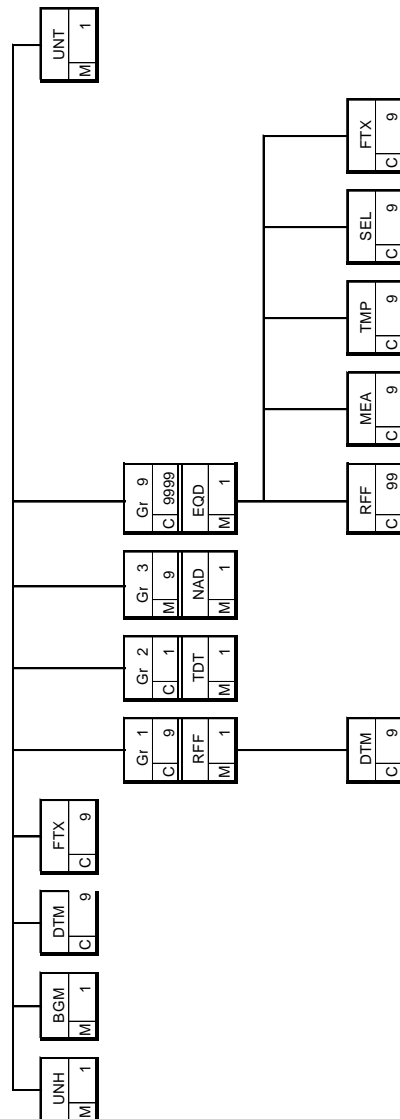 UNH
M 1
BGM
M 1
DTM
C 9
FTX
C 9
UNT
M 1
Gr 1
C 9
RFF
M 1
Gr 2
C 1
TDT
M 1
Gr 3
M 9
NAD
M 1
Gr 9
C 9999
EQD
M 1
DTM
C 9
RFF
C 99
MEA
C 9
TMP
C 9
SEL
C 9
FTX
C 9